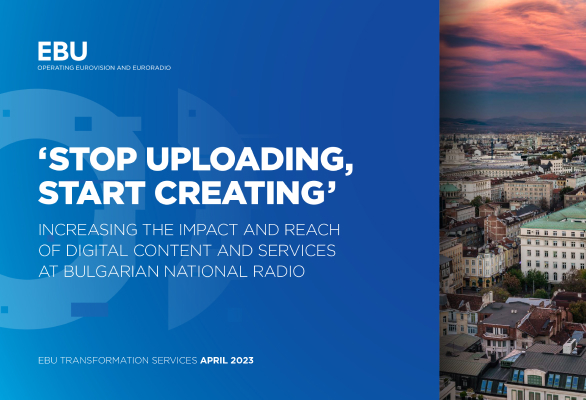 EBU
OPERATING EUROVISION AND EURORADIO
‘STOP UPLOADING,
START CREATING’
INCREASING THE IMPACT AND REACH
OF DIGITAL CONTENT AND SERVICES
AT BULGARIAN NATIONAL RADIO
EBU TRANSFORMATION SERVICES APRIL 2023